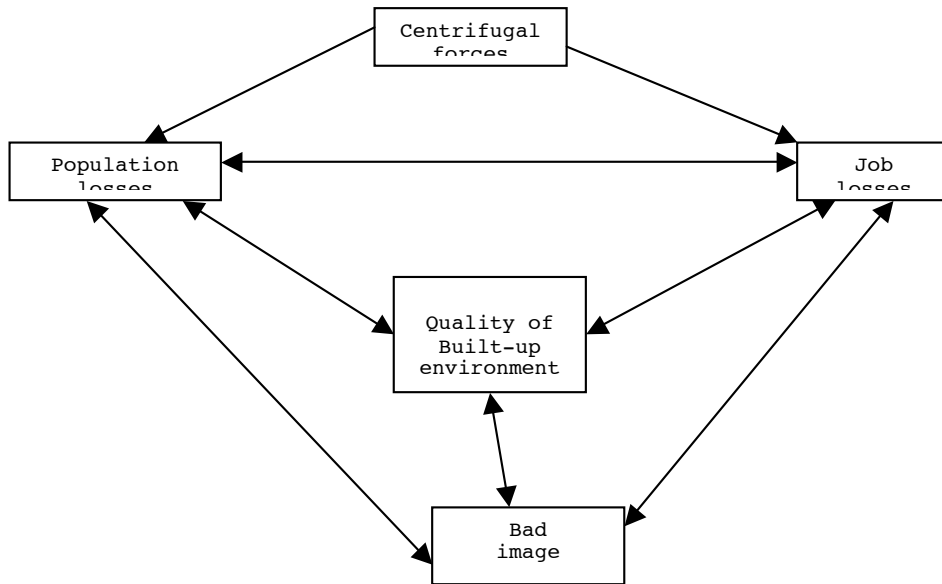 Centrifugal
forces
Population
losses
Job
losses
Quality of
Built-up
environment
Bad
image